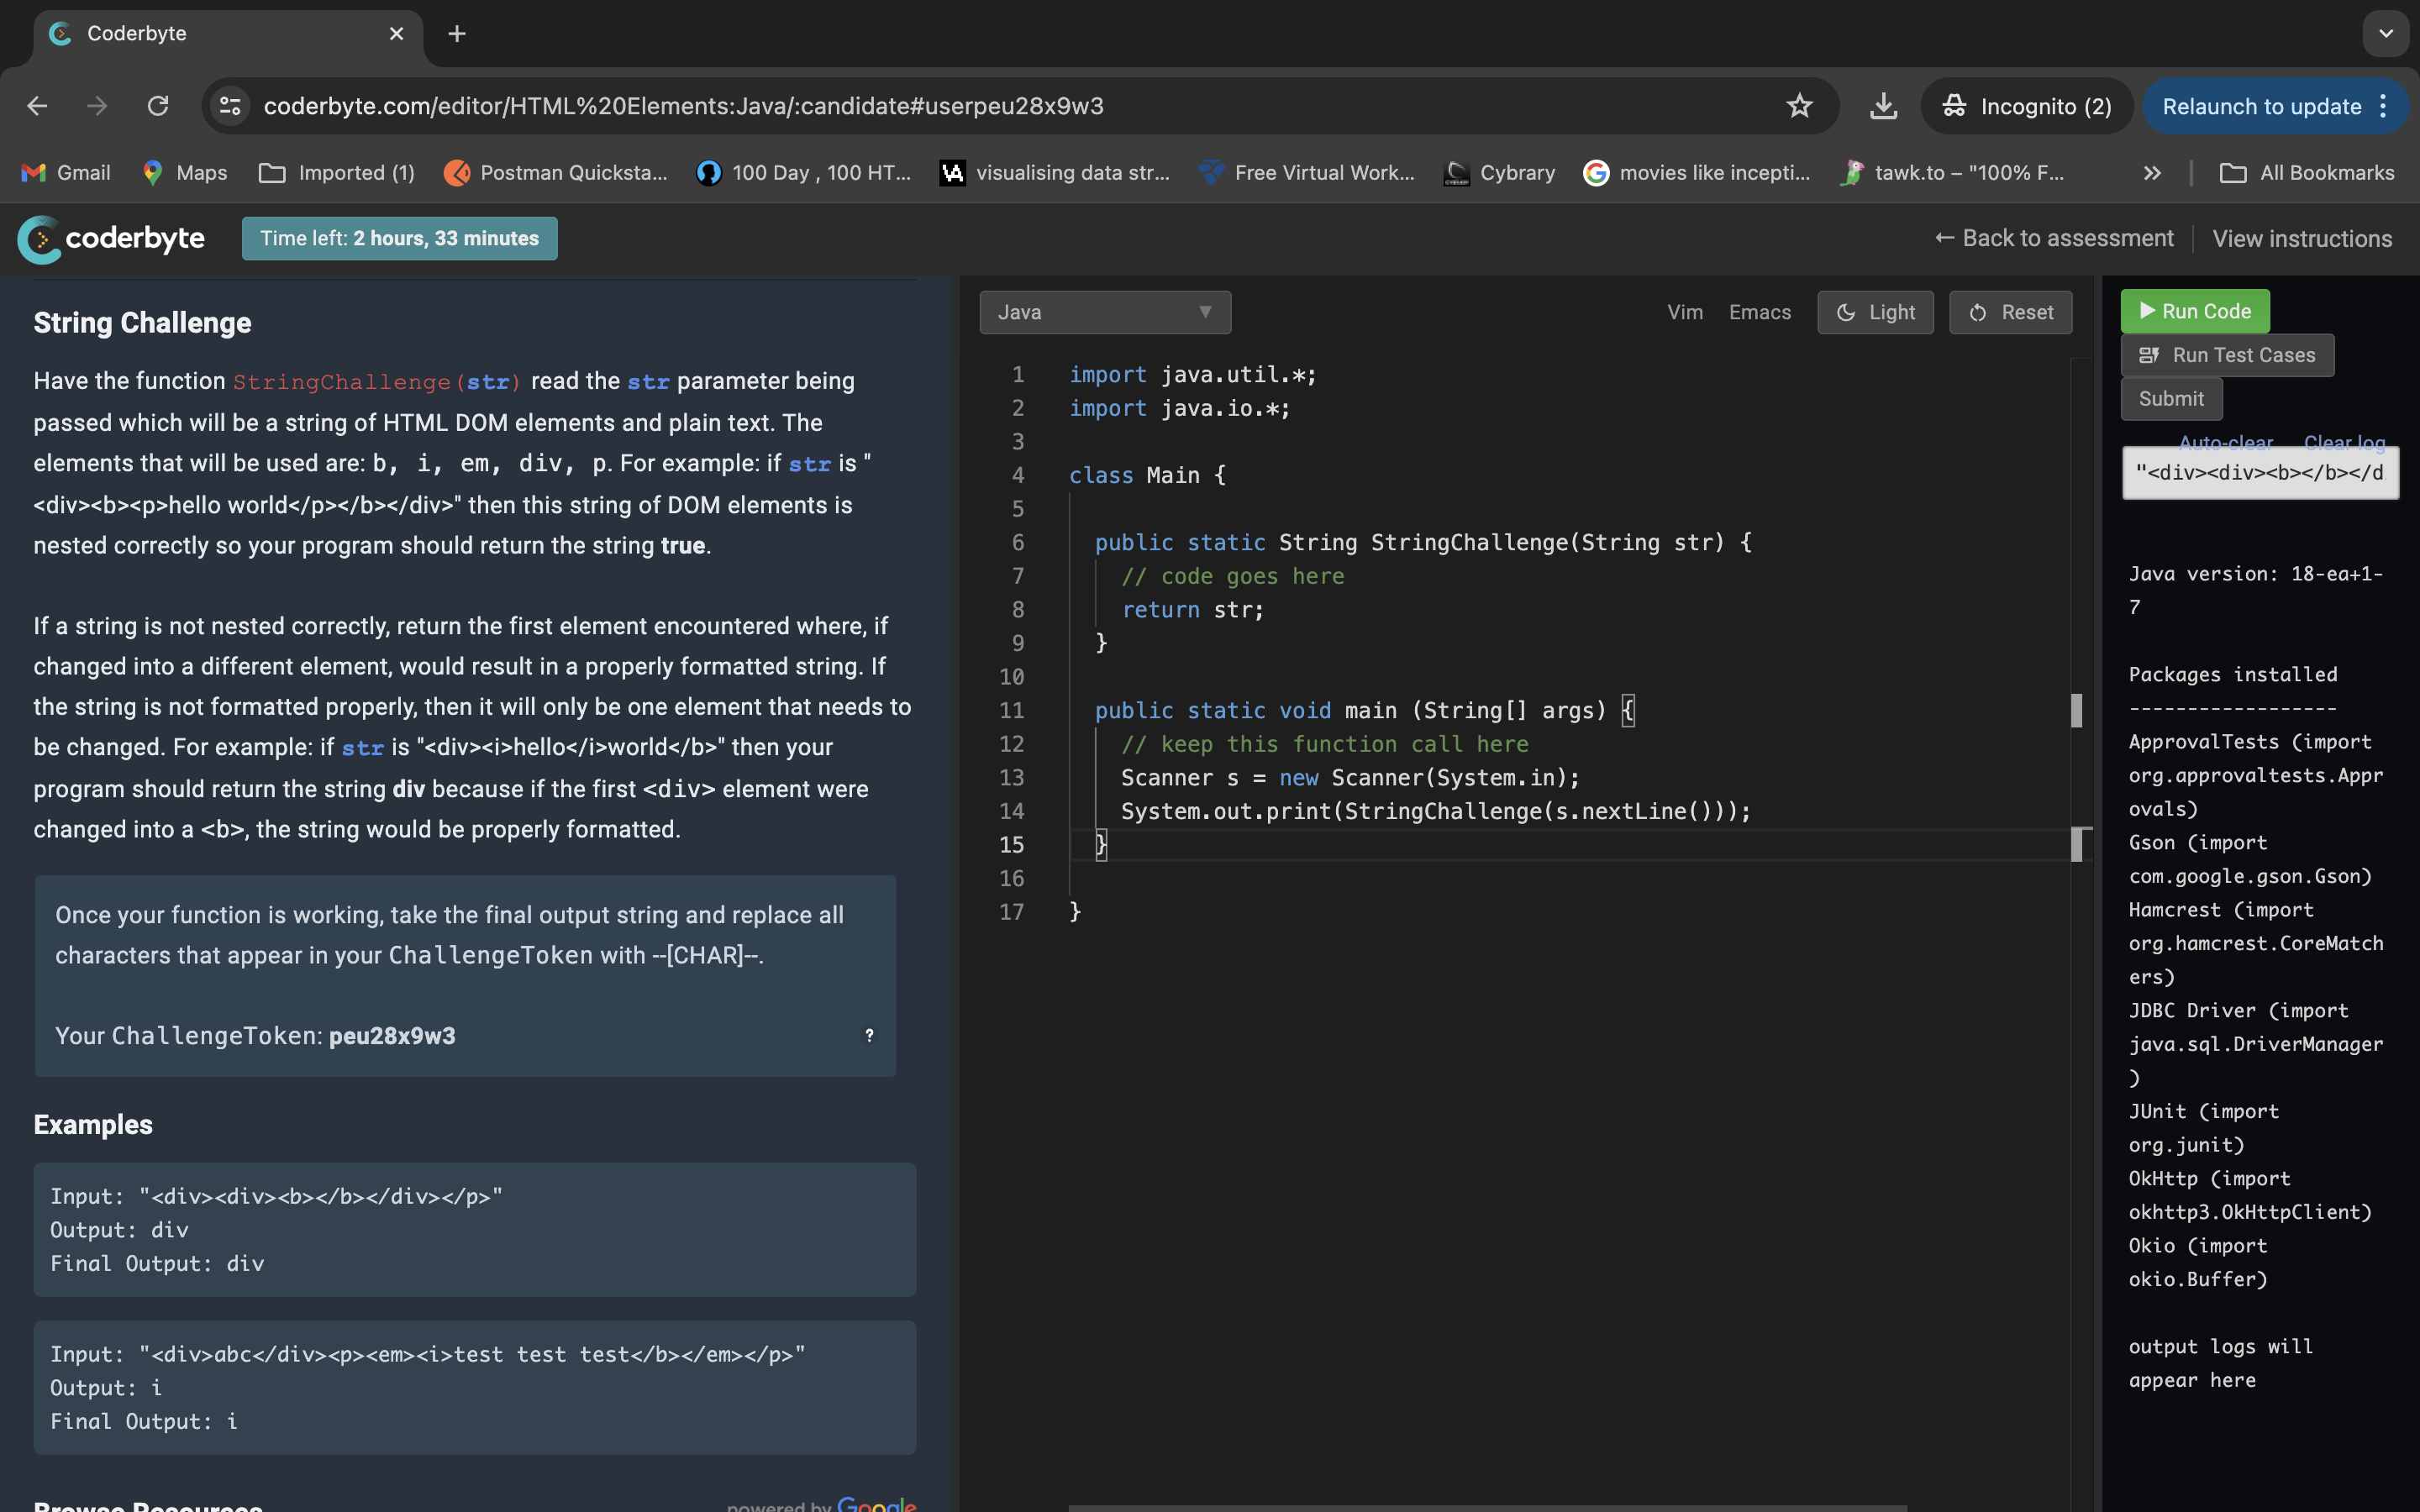 Coderbyte
coderbyte.com/editor/HTML%20Elements:Java/:candidate#userpeu28x9w3
Incognito (2)
Relaunch to update
Gmail
Maps
Imported (1)
Postman Quicksta...
100 Day , 100 HT...
visualising data str...
Free Virtual Work...
Cybrary
movies like incepti...
tawk.to – "100% F...
»
All Bookmarks
coderbyte
Time left: 2 hours, 33 minutes
← Back to assessment
View instructions
String Challenge
Have the function StringChallenge(str) read the str parameter being
passed which will be a string of HTML DOM elements and plain text. The
elements that will be used are: b, i, em, div, p. For example: if str is "
<div><b><p>hello world</p></b></div>" then this string of DOM elements is
nested correctly so your program should return the string true.
If a string is not nested correctly, return the first element encountered where, if
changed into a different element, would result in a properly formatted string. If
the string is not formatted properly, then it will only be one element that needs to
be changed. For example: if str is "<div><i>hello</i>world</b>" then your
program should return the string div because if the first <div> element were
changed into a <b>, the string would be properly formatted.
Once your function is working, take the final output string and replace all
characters that appear in your ChallengeToken with --[CHAR]--.
Your ChallengeToken: peu28x9w3
?
Examples
Input: "<div><div><b></b></div></p>"
Output: div
Final Output: div
Input: "<div>abc</div><p><em><i>test test test</b></em></p>"
Output: i
Final Output: i
Browse Resources
powered by Google
Java
Vim
Emacs
Light
Reset
1 import java.util.*;
2 import java.io.*;
3
4 class Main {
5
6 public static String StringChallenge(String str) {
7 // code goes here
8 return str;
9 }
10
11 public static void main (String[] args) {
12 // keep this function call here
13 Scanner s = new Scanner(System.in);
14 System.out.print(StringChallenge(s.nextLine()));
15 }
16
17 }
Run Code
Run Test Cases
Submit
Auto-clear
Clear log
"<div><div><b></b></d
Java version: 18-ea+1-
7
Packages installed
------------------
ApprovalTests (import
org.approvaltests.Appr
ovals)
Gson (import
com.google.gson.Gson)
Hamcrest (import
org.hamcrest.CoreMatch
ers)
JDBC Driver (import
java.sql.DriverManager
)
JUnit (import
org.junit)
OkHttp (import
okhttp3.OkHttpClient)
Okio (import
okio.Buffer)
output logs will
appear here